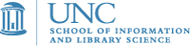 UNC
SCHOOL OF INFORMATION
AND LIBRARY SCIENCE